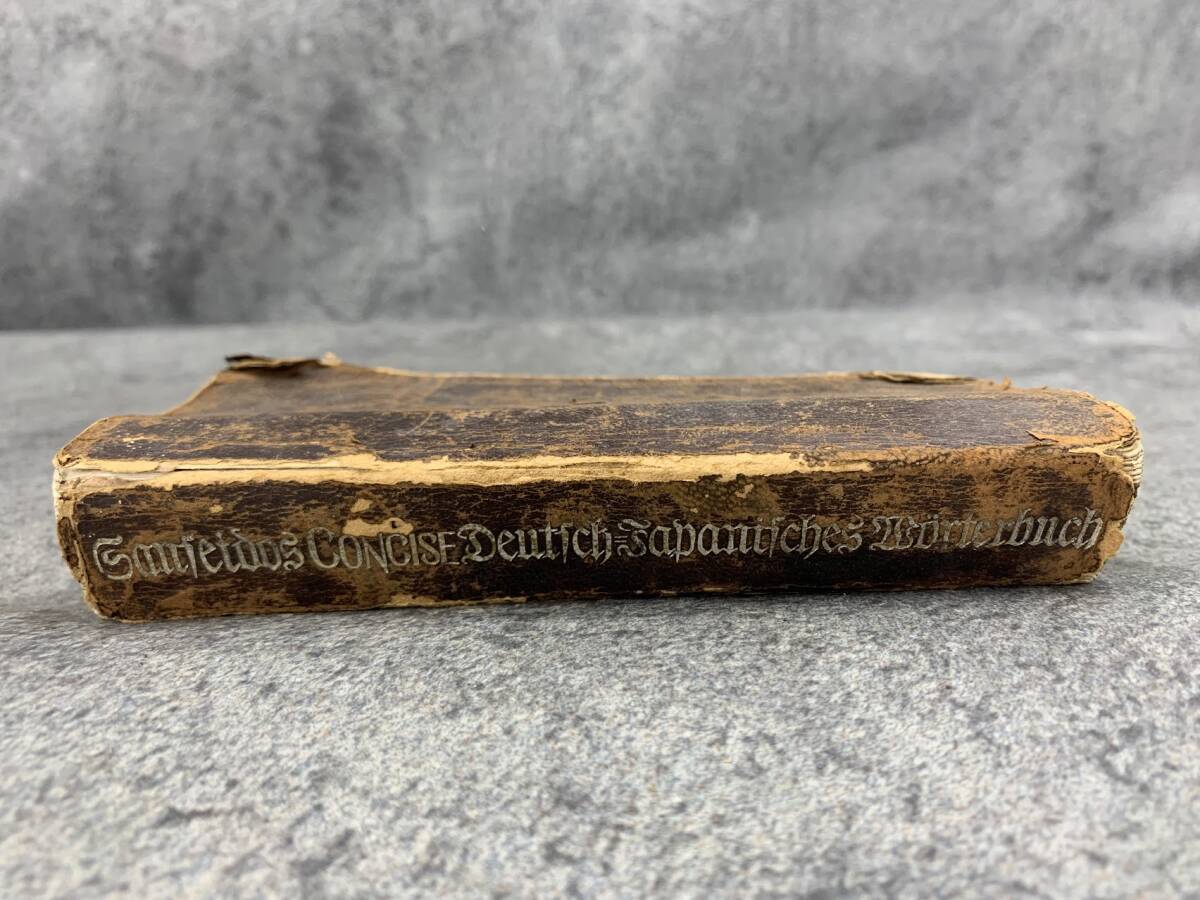 Sanseidos CONCISE Deutsch=Japanisches Wörterbuch